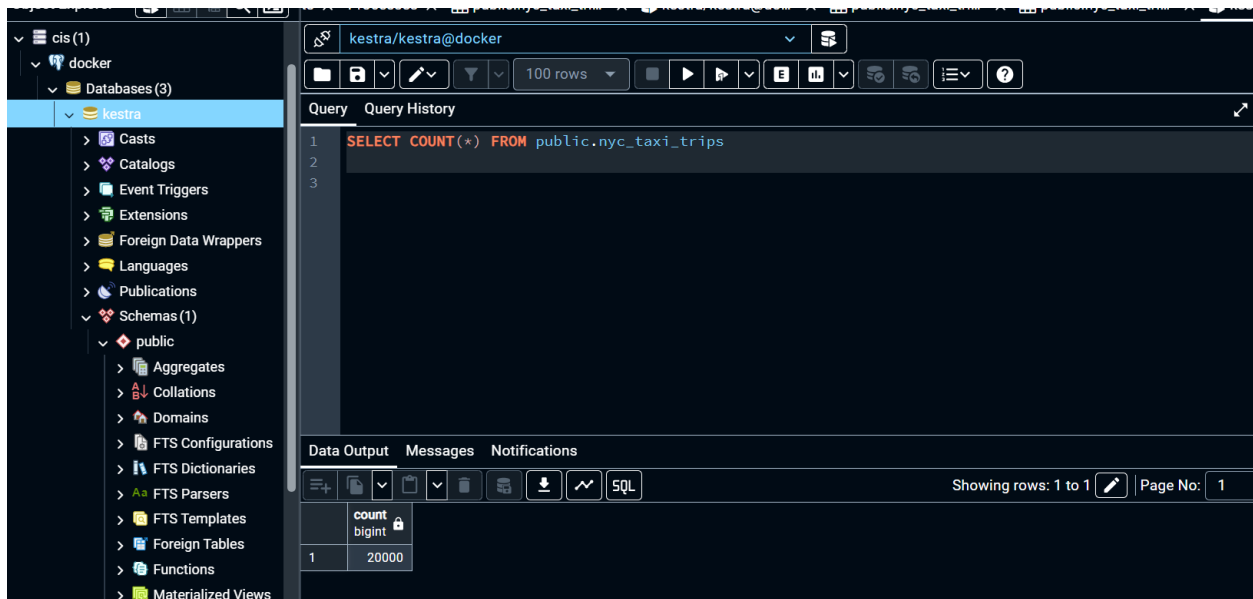 cis (1)
docker
Databases (3)
kestra
Casts
Catalogs
Event Triggers
Extensions
Foreign Data Wrappers
Languages
Publications
Schemas (1)
public
Aggregates
Collations
Domains
FTS Configurations
FTS Dictionaries
Aa FTS Parsers
FTS Templates
Foreign Tables
Functions
Materialized Views
kestra/kestra@docker
100 rows
E
Query Query History
1 SELECT COUNT(*) FROM public.nyc_taxi_trips
2
3
Data Output Messages Notifications
SQL
Showing rows: 1 to 1 Page No: 1
count
bigint
1 20000